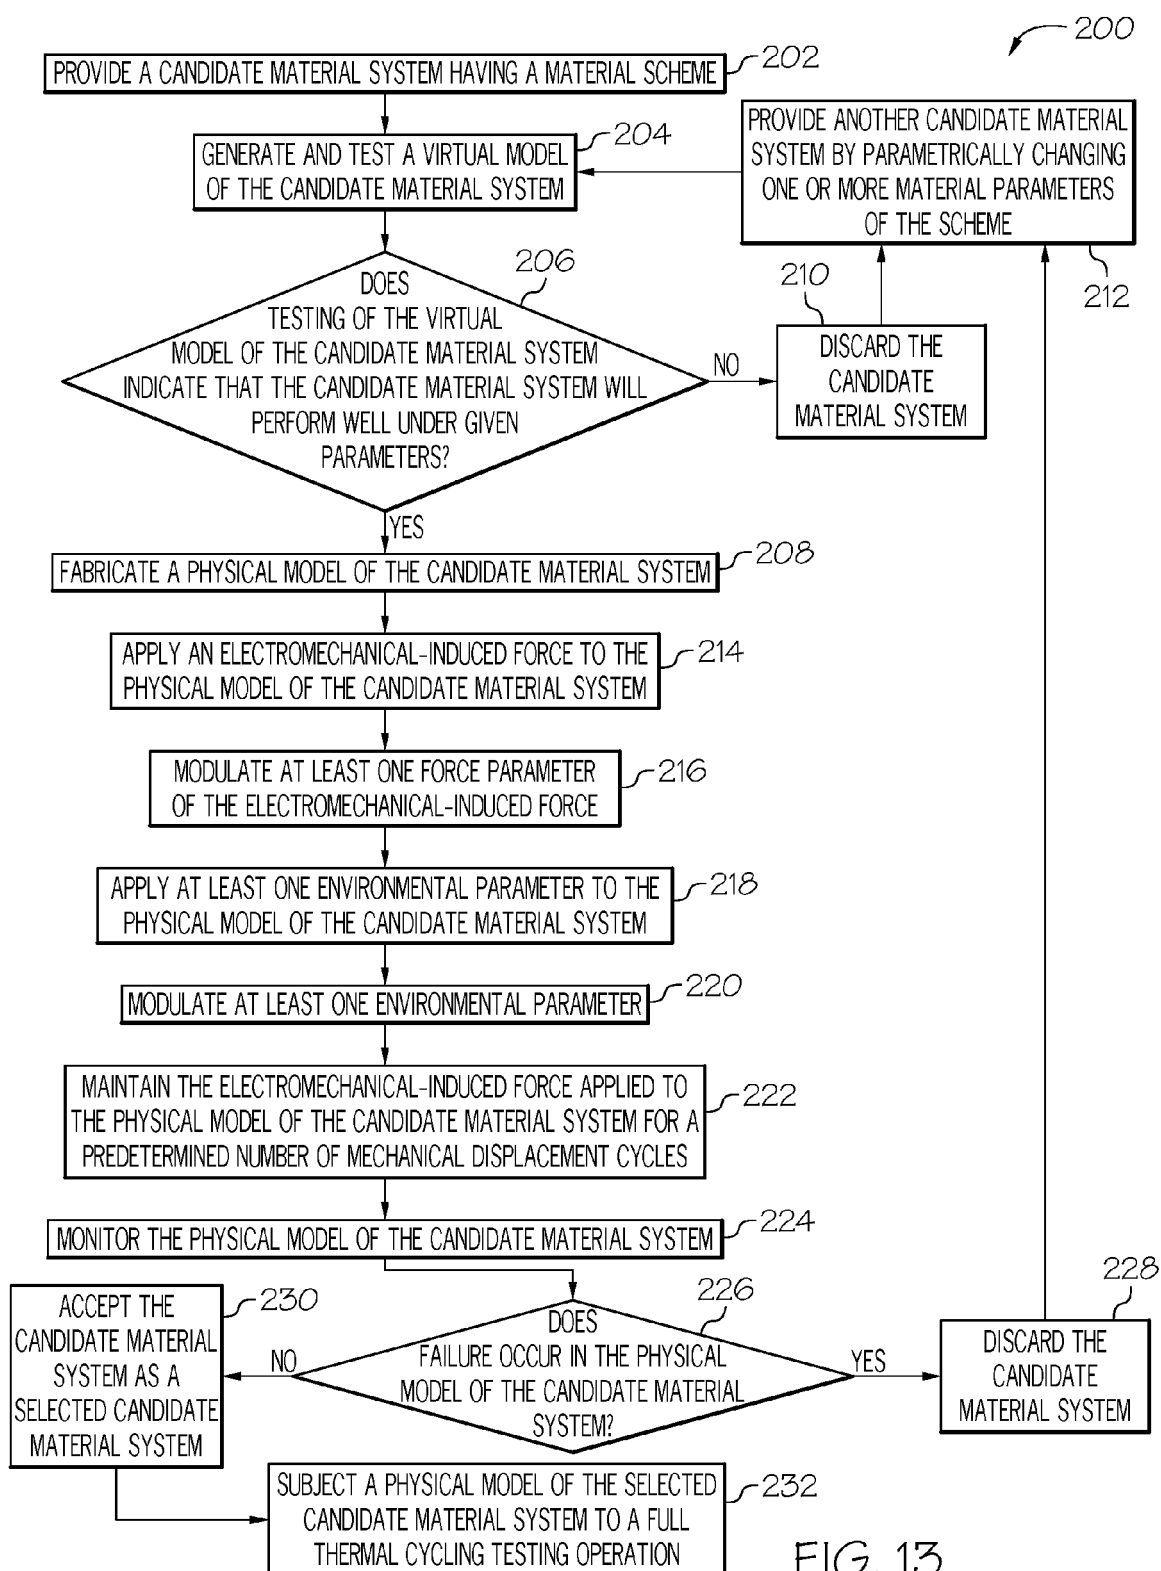 200
PROVIDE A CANDIDATE MATERIAL SYSTEM HAVING A MATERIAL SCHEME
202
GENERATE AND TEST A VIRTUAL MODEL
OF THE CANDIDATE MATERIAL SYSTEM
204
PROVIDE ANOTHER CANDIDATE MATERIAL
SYSTEM BY PARAMETRICALLY CHANGING
ONE OR MORE MATERIAL PARAMETERS
OF THE SCHEME
212
DOES
TESTING OF THE VIRTUAL
MODEL OF THE CANDIDATE MATERIAL SYSTEM
INDICATE THAT THE CANDIDATE MATERIAL SYSTEM WILL
PERFORM WELL UNDER GIVEN
PARAMETERS?
206
NO
210
DISCARD THE
CANDIDATE
MATERIAL SYSTEM
YES
FABRICATE A PHYSICAL MODEL OF THE CANDIDATE MATERIAL SYSTEM
208
APPLY AN ELECTROMECHANICAL-INDUCED FORCE TO THE
PHYSICAL MODEL OF THE CANDIDATE MATERIAL SYSTEM
214
MODULATE AT LEAST ONE FORCE PARAMETER
OF THE ELECTROMECHANICAL-INDUCED FORCE
216
APPLY AT LEAST ONE ENVIRONMENTAL PARAMETER TO THE
PHYSICAL MODEL OF THE CANDIDATE MATERIAL SYSTEM
218
MODULATE AT LEAST ONE ENVIRONMENTAL PARAMETER
220
MAINTAIN THE ELECTROMECHANICAL-INDUCED FORCE APPLIED TO
THE PHYSICAL MODEL OF THE CANDIDATE MATERIAL SYSTEM FOR A
PREDETERMINED NUMBER OF MECHANICAL DISPLACEMENT CYCLES
222
MONITOR THE PHYSICAL MODEL OF THE CANDIDATE MATERIAL SYSTEM
224
DOES
FAILURE OCCUR IN THE PHYSICAL
MODEL OF THE CANDIDATE MATERIAL
SYSTEM?
226
YES
228
DISCARD THE
CANDIDATE
MATERIAL SYSTEM
NO
230
ACCEPT THE
CANDIDATE MATERIAL
SYSTEM AS A
SELECTED CANDIDATE
MATERIAL SYSTEM
SUBJECT A PHYSICAL MODEL OF THE SELECTED
CANDIDATE MATERIAL SYSTEM TO A FULL
THERMAL CYCLING TESTING OPERATION
232
FIG. 13